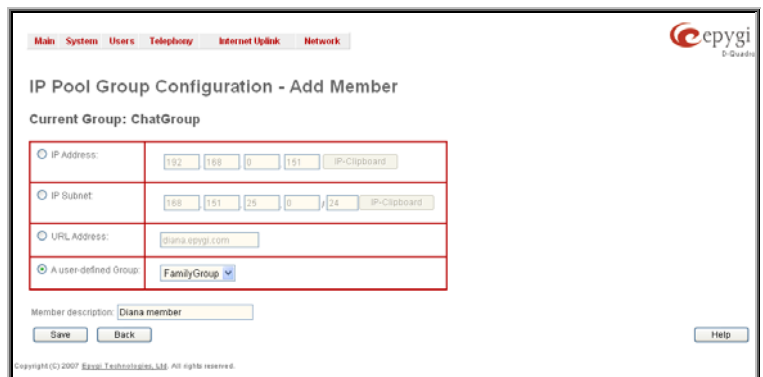 Main System Users Telephony Internet Uplink Network
epygi
D-Quadro
IP Pool Group Configuration - Add Member
Current Group: ChatGroup
IP Address: 192 . 168 . 0 . 151 IP-Clipboard
IP Subnet: 168 . 151 . 25 . 0 / 24 IP-Clipboard
URL Address: diana.epygi.com
A user-defined Group: FamilyGroup
Member description: Diana member
Save Back Help
Copyright (C) 2007 Epygi Technologies, Ltd. All rights reserved.